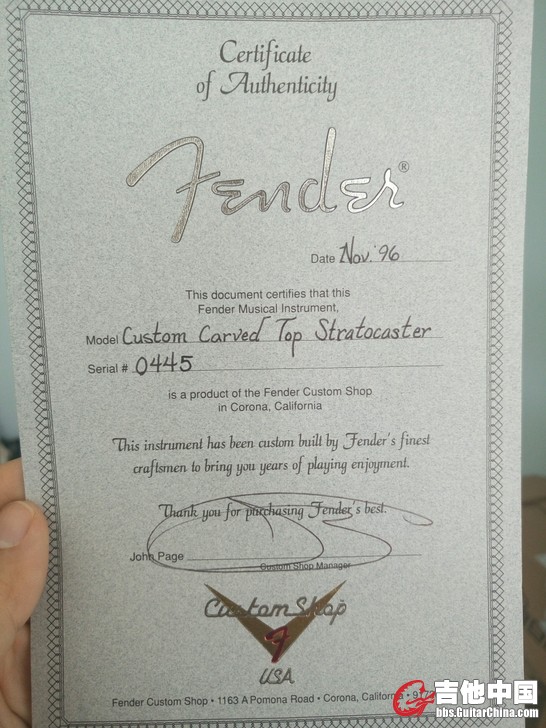 Certificate
of Authenticity
Fender®
Date Nov. '96
This document certifies that this
Fender Musical Instrument,
Model Custom Carved Top Stratocaster
Serial # 0445
is a product of the Fender Custom Shop
in Corona, California
This instrument has been custom built by Fender's finest
craftsmen to bring you years of playing enjoyment.
Thank you for purchasing Fender's best.
John Page
Custom Shop Manager
Custom Shop
USA
Fender Custom Shop • 1163 A Pomona Road • Corona, California •
吉他中国
bbs.GuitarChina.com